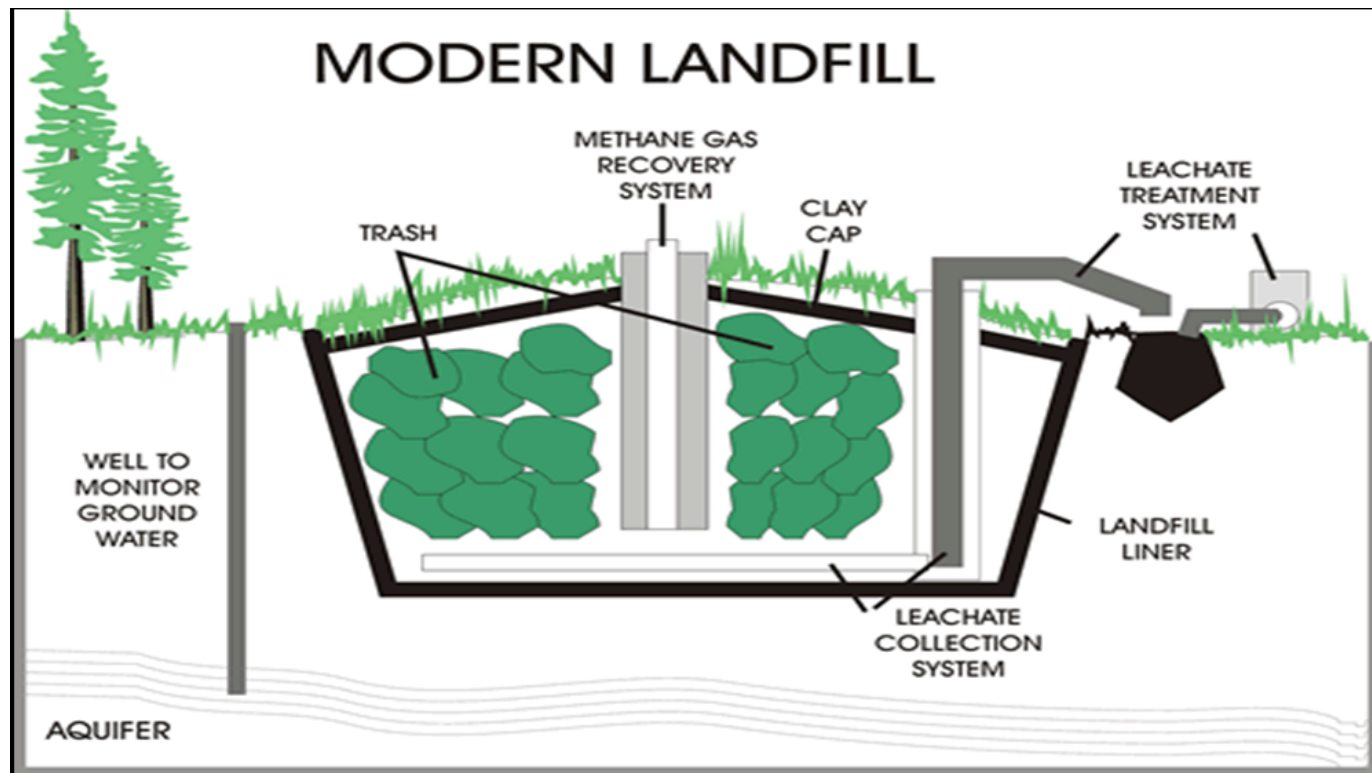 MODERN LANDFILL
METHANE GAS
RECOVERY
SYSTEM
LEACHATE
TREATMENT
SYSTEM
TRASH
CLAY
CAP
WELL TO
MONITOR
GROUND
WATER
LANDFILL
LINER
LEACHATE
COLLECTION
SYSTEM
AQUIFER